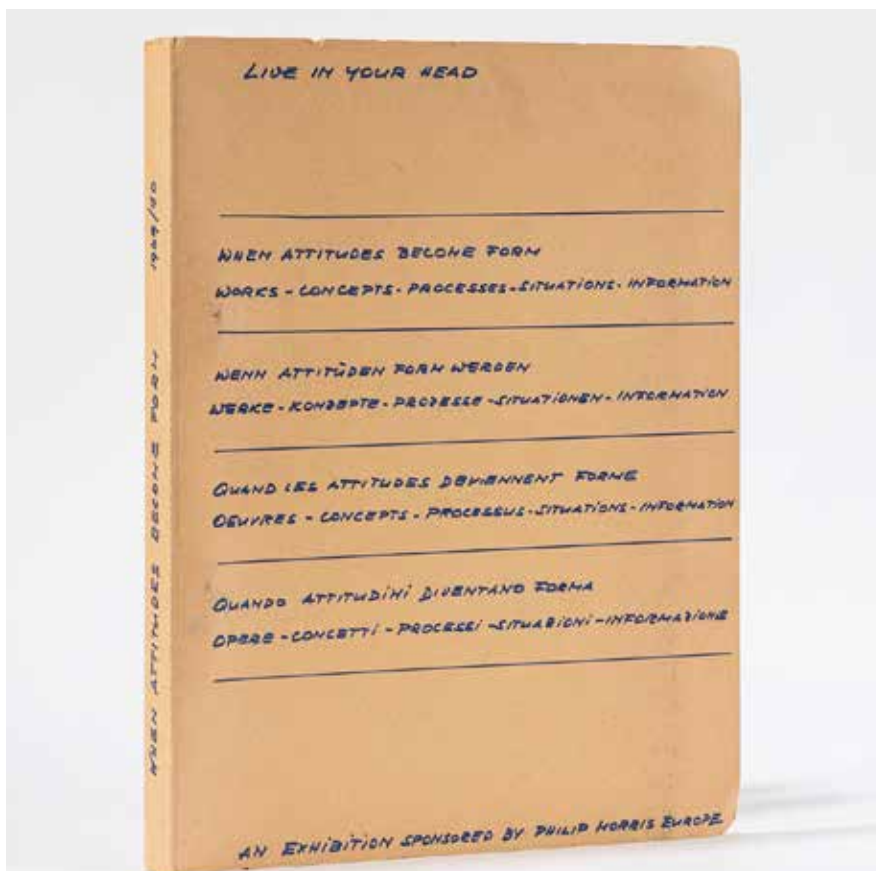 LIVE IN YOUR HEAD
WHEN ATTITUDES BECOME FORM
WORKS - CONCEPTS - PROCESSES - SITUATIONS - INFORMATION
WENN ATTITÜDEN FORM WERDEN
WERKE - KONZEPTE - PROZESSE - SITUATIONEN - INFORMATION
QUAND LES ATTITUDES DEVIENNENT FORME
OEUVRES - CONCEPTS - PROCESSUS - SITUATIONS - INFORMATION
QUANDO ATTITUDINI DIVENTANO FORMA
OPERE - CONCETTI - PROCESSI - SITUAZIONI - INFORMAZIONE
AN EXHIBITION SPONSORED BY PHILIP MORRIS EUROPE
WHEN ATTITUDES BECOME FORM